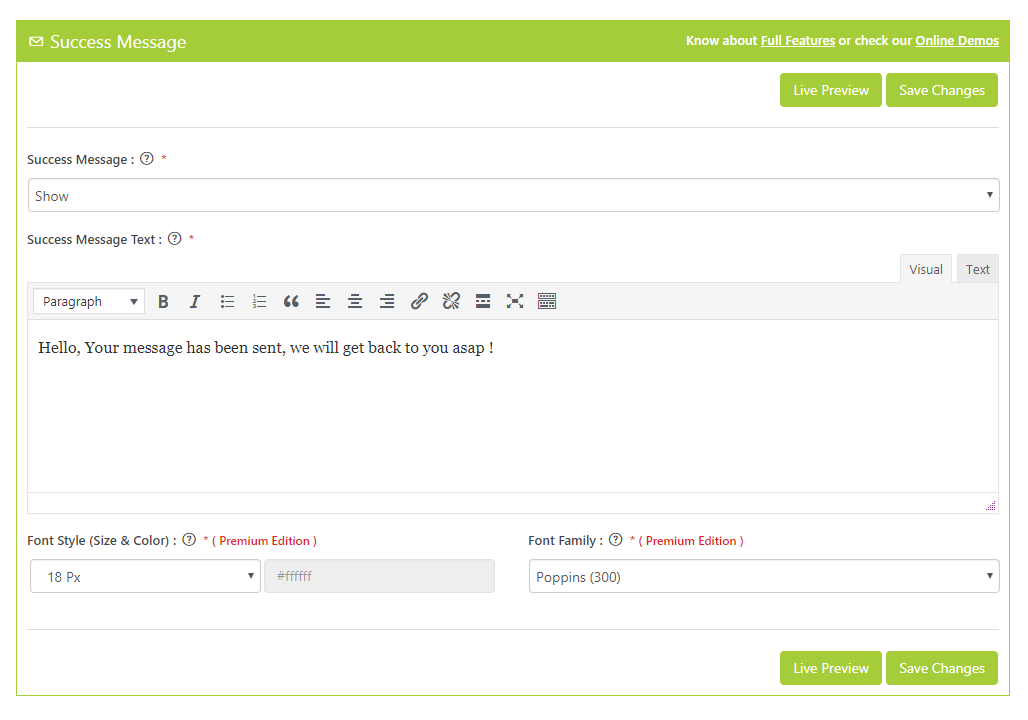 Success Message
Know about Full Features or check our Online Demos
Live Preview Save Changes
Success Message : ? *
Show
Success Message Text : ? *
Visual Text
Paragraph B I
Hello, Your message has been sent, we will get back to you asap !
Font Style (Size & Color) : ? * ( Premium Edition )
Font Family : ? * ( Premium Edition )
18 Px #ffffff
Poppins (300)
Live Preview Save Changes